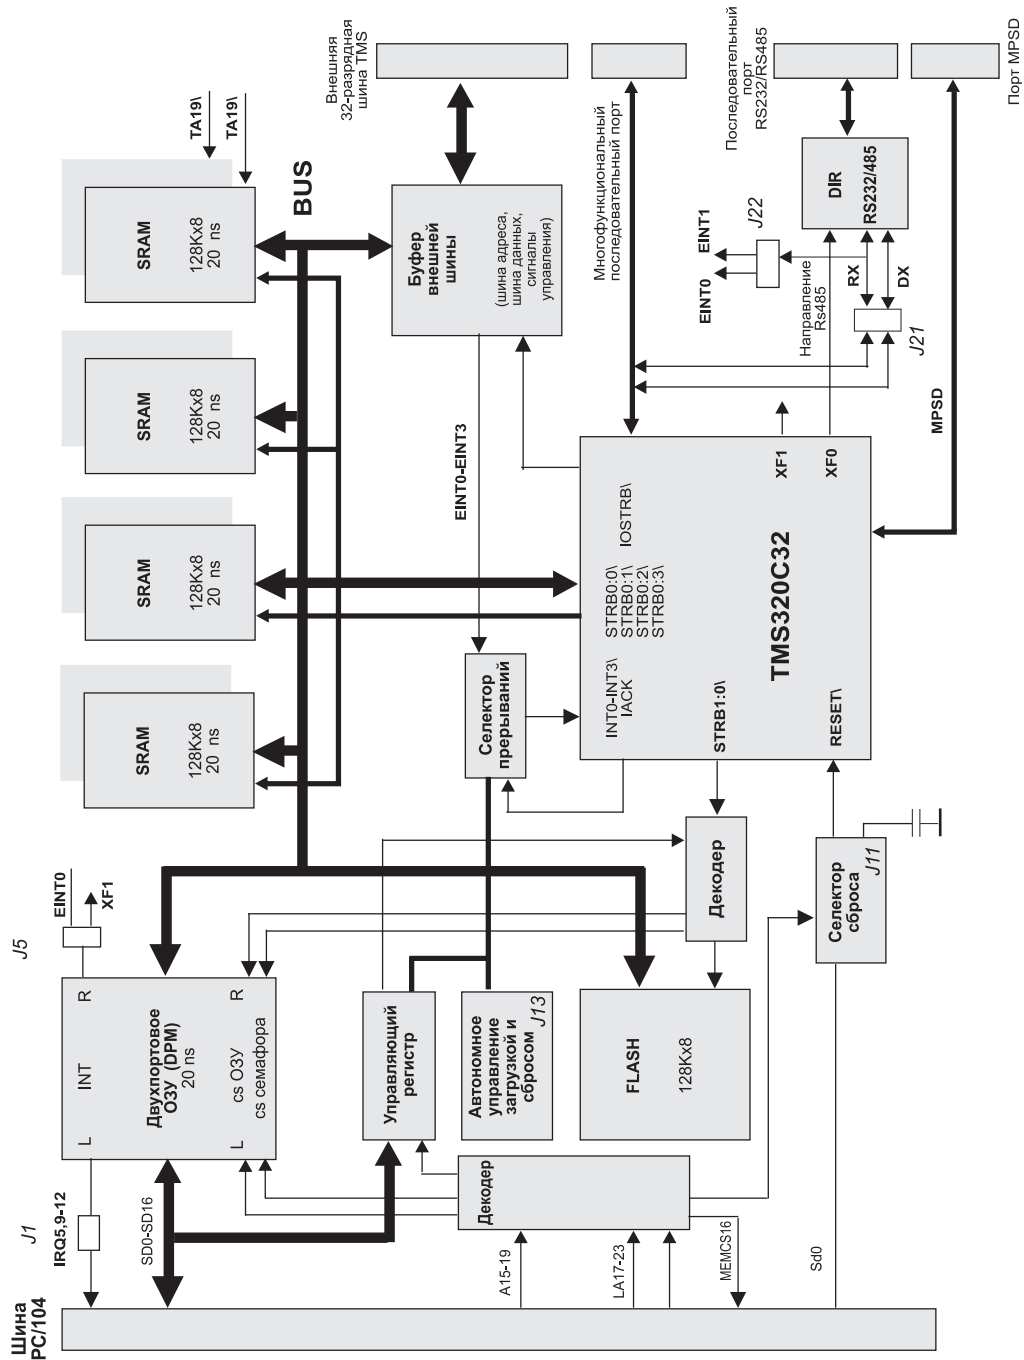 Шина
PC/104
J1
IRQ5,9-12
SD0-SD16
A15-19
LA17-23
MEMCS16
Sd0
J5
EINT0
XF1
L
INT
R
Двухпортовое
ОЗУ (DPM)
20 ns
L
cs ОЗУ
R
cs семафора
Управляющий
регистр
Автономное
управление
загрузкой и
сбросом
J13
Декодер
FLASH
128Kx8
Декодер
Селектор
сброса
J11
SRAM
128Kx8
20 ns
SRAM
128Kx8
20 ns
SRAM
128Kx8
20 ns
SRAM
128Kx8
20 ns
TA19\
TA19\
BUS
Селектор
прерываний
EINT0-EINT3
Буфер
внешней
шины
(шина адреса,
шина данных,
сигналы
управления)
INT0-INT3\
IACK
STRB0:0\
STRB0:1\
STRB0:2\
STRB0:3\
IOSTRB\
STRB1:0\
TMS320C32
RESET\
XF1
XF0
Внешняя
32-разрядная
шина TMS
Многофункциональный
последовательный порт
EINT0
EINT1
J22
Направление
Rs485
RX
DX
J21
DIR
RS232/485
Последовательный
порт
RS232/RS485
MPSD
Порт MPSD